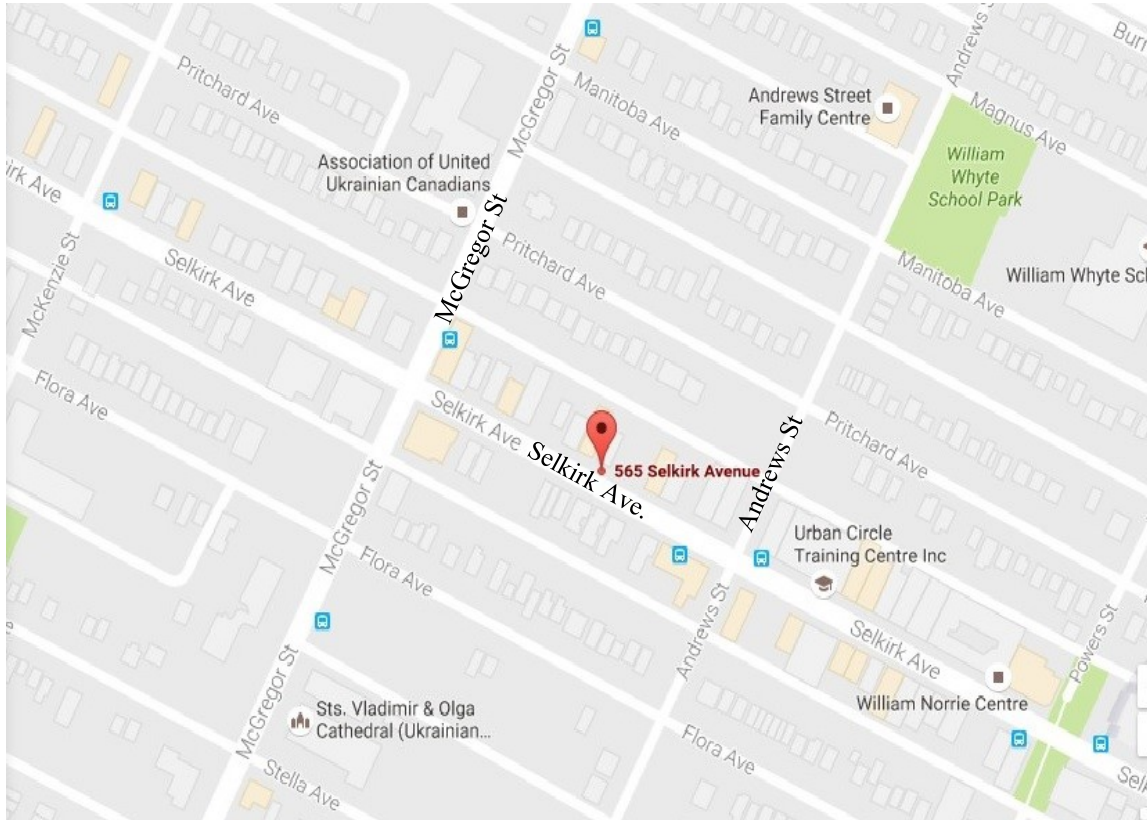 Andrews S
Burr
McGregor St
Pritchard Ave
Manitoba Ave
Andrews Street
Family Centre
Magnus Ave
Association of United
Ukrainian Canadians
William
Whyte
School Park
irk Ave
McKenzie St
Selkirk Ave
McGregor St
Pritchard Ave
Manitoba Ave
William Whyte Scl
Flora Ave
Selkirk Ave
Selkirk Ave.
565 Selkirk Avenue
Andrews St
Pritchard Ave
McGregor St
Flora Ave
Urban Circle
Training Centre Inc
Andrews St
Selkirk Ave
Powers St
McGregor St
Sts. Vladimir & Olga
Cathedral (Ukrainian...
William Norrie Centre
Flora Ave
Stella Ave
Selk